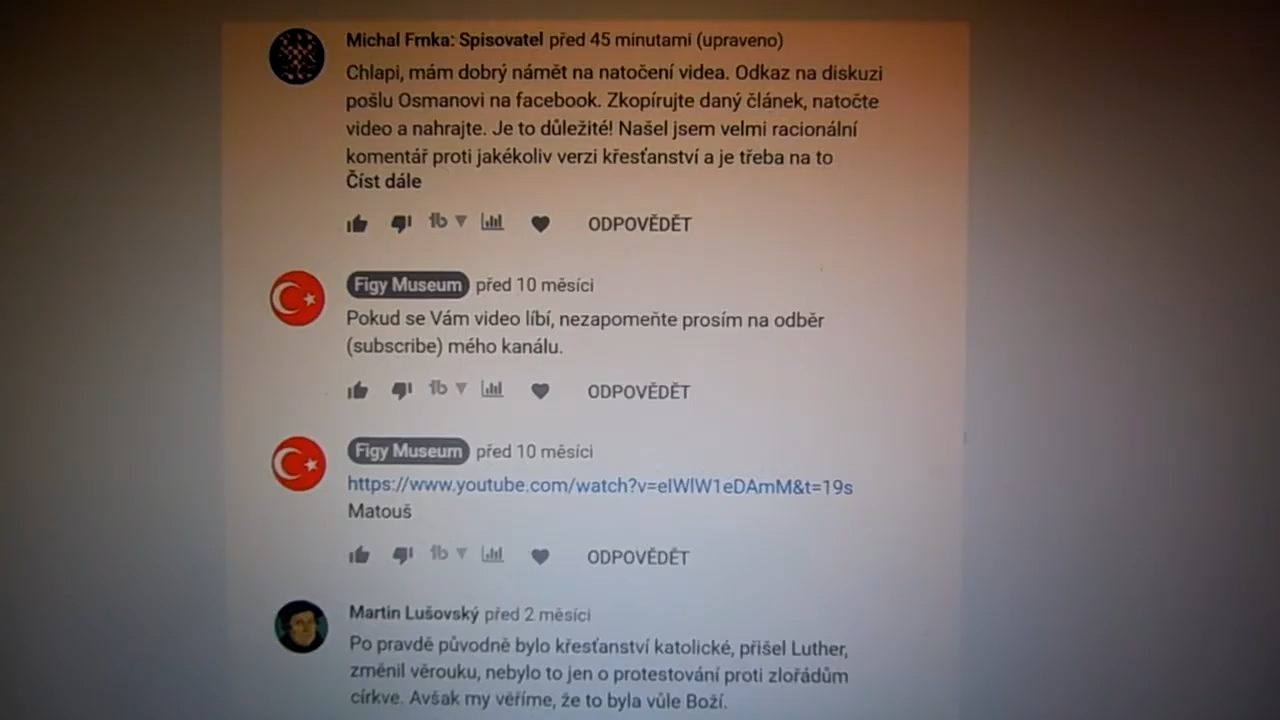 Michal Frnka: Spisovatel před 45 minutami (upraveno)
Chlapi, mám dobrý námět na natočení videa. Odkaz na diskuzi
pošlu Osmanovi na facebook. Zkopírujte daný článek, natočte
video a nahrajte. Je to důležité! Našel jsem velmi racionální
komentář proti jakékoliv verzi křesťanství a je třeba na to
Číst dále
ODPOVĚDĚT
Figy Museum před 10 měsíci
Pokud se Vám video líbí, nezapomeňte prosím na odběr
(subscribe) mého kanálu.
ODPOVĚDĚT
Figy Museum před 10 měsíci
https://www.youtube.com/watch?v=eIWlW1eDAmM&t=19s
Matouš
ODPOVĚDĚT
Martin Lušovský před 2 měsíci
Po pravdě původně bylo křesťanství katolické, přišel Luther,
změnil věrouku, nebylo to jen o protestování proti zlořádům
církve. Avšak my věříme, že to byla vůle Boží.